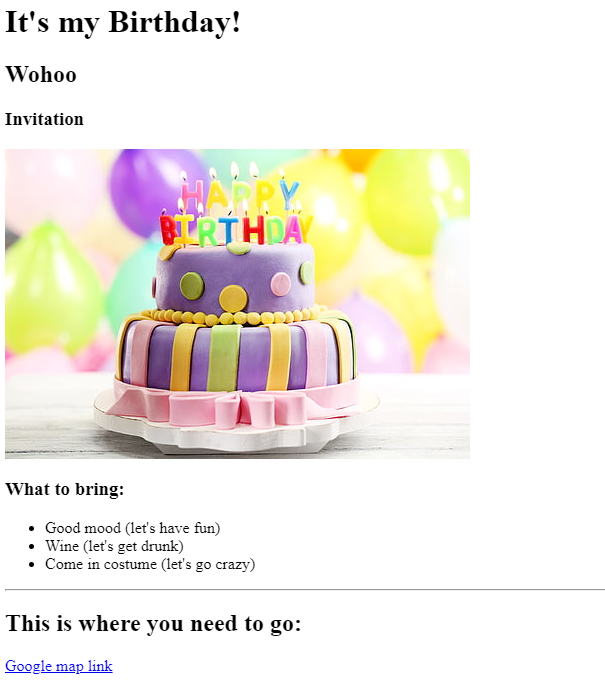 It's my Birthday!
Wohoo
Invitation
HAPPY
BIRTHDAY
What to bring:
Good mood (let's have fun)
Wine (let's get drunk)
Come in costume (let's go crazy)
This is where you need to go:
Google map link